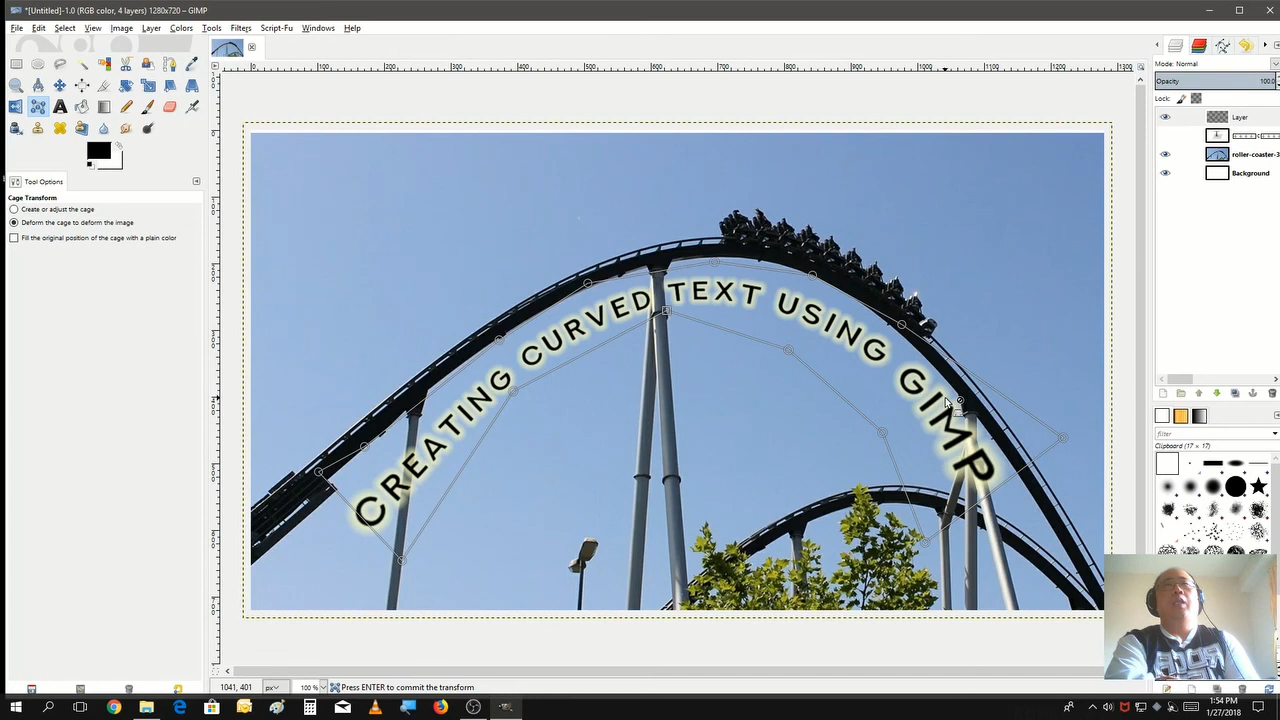 *[Untitled]-1.0 (RGB color, 4 layers) 1280x720 – GIMP
File Edit Select View Image Layer Colors Tools Filters Script-Fu Windows Help
Mode: Normal
Opacity 100.0
Lock:
Layer
roller-coaster-3
Background
Tool Options
Cage Transform
Create or adjust the cage
Deform the cage to deform the image
Fill the original position of the cage with a plain color
CREATING CURVED TEXT USING GIMP
filter
Clipboard (17 × 17)
1041, 401 px 100 % Press ENTER to commit the transform
1:54 PM
1/27/2018